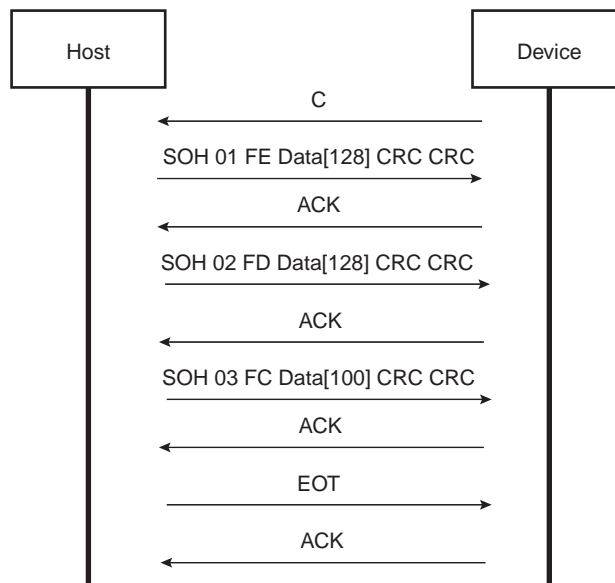 Host
Device
C
SOH 01 FE Data[128] CRC CRC
ACK
SOH 02 FD Data[128] CRC CRC
ACK
SOH 03 FC Data[100] CRC CRC
ACK
EOT
ACK